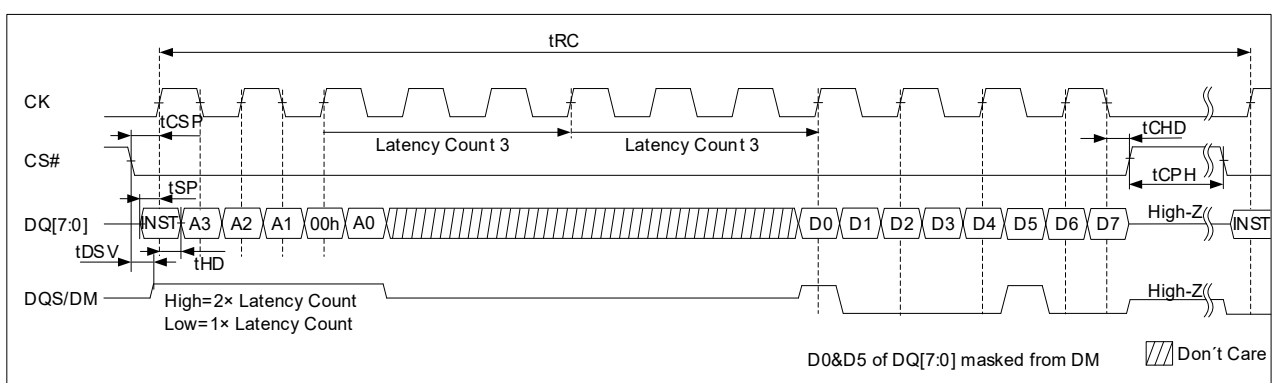 tRC
CK
tCSP
Latency Count 3
Latency Count 3
tCHD
CS#
tSP
tCPH
DQ[7:0]
INST
A3
A2
A1
00h
A0
D0
D1
D2
D3
D4
D5
D6
D7
High-Z
INST
tDSV
tHD
DQS/DM
High=2× Latency Count
Low=1× Latency Count
High-Z
D0&D5 of DQ[7:0] masked from DM
Don´t Care